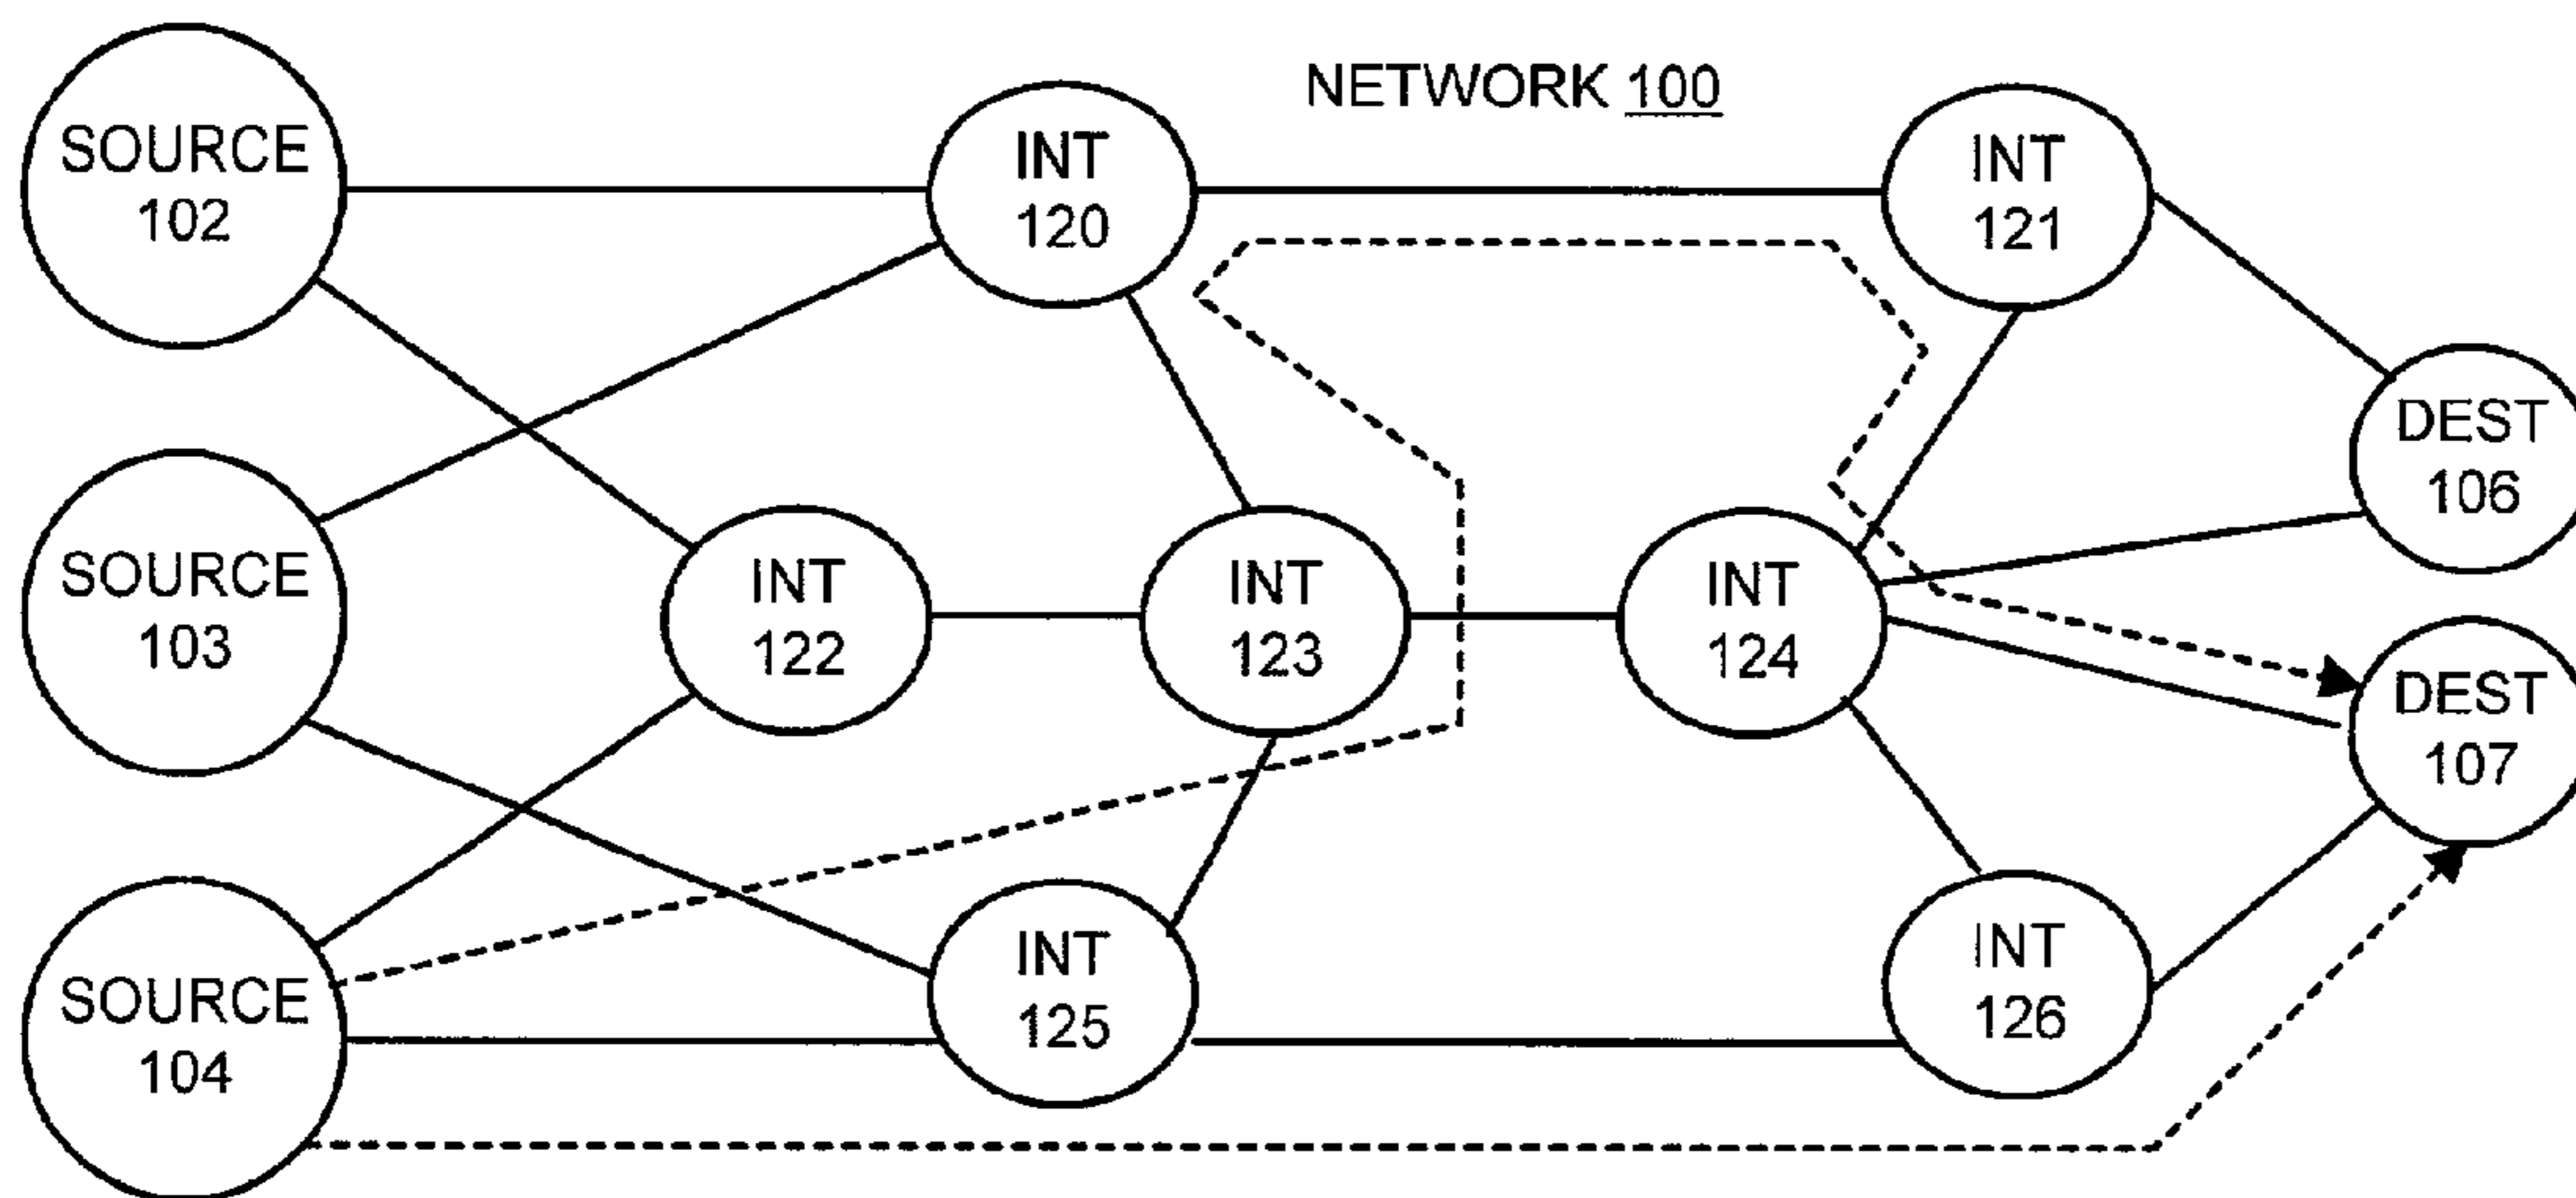 NETWORK 100
SOURCE
102
INT
120
INT
121
DEST
106
SOURCE
103
INT
122
INT
123
INT
124
DEST
107
SOURCE
104
INT
125
INT
126